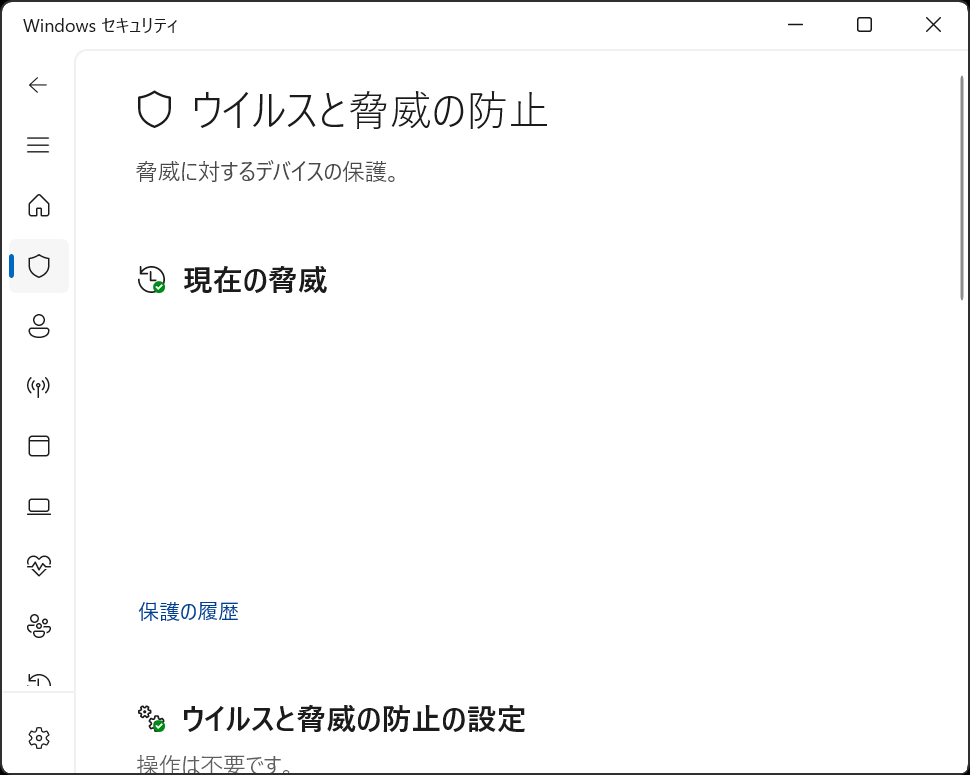 Windows セキュリティ
ウイルスと脅威の防止
脅威に対するデバイスの保護。
現在の脅威
保護の履歴
ウイルスと脅威の防止の設定
操作は不要です。